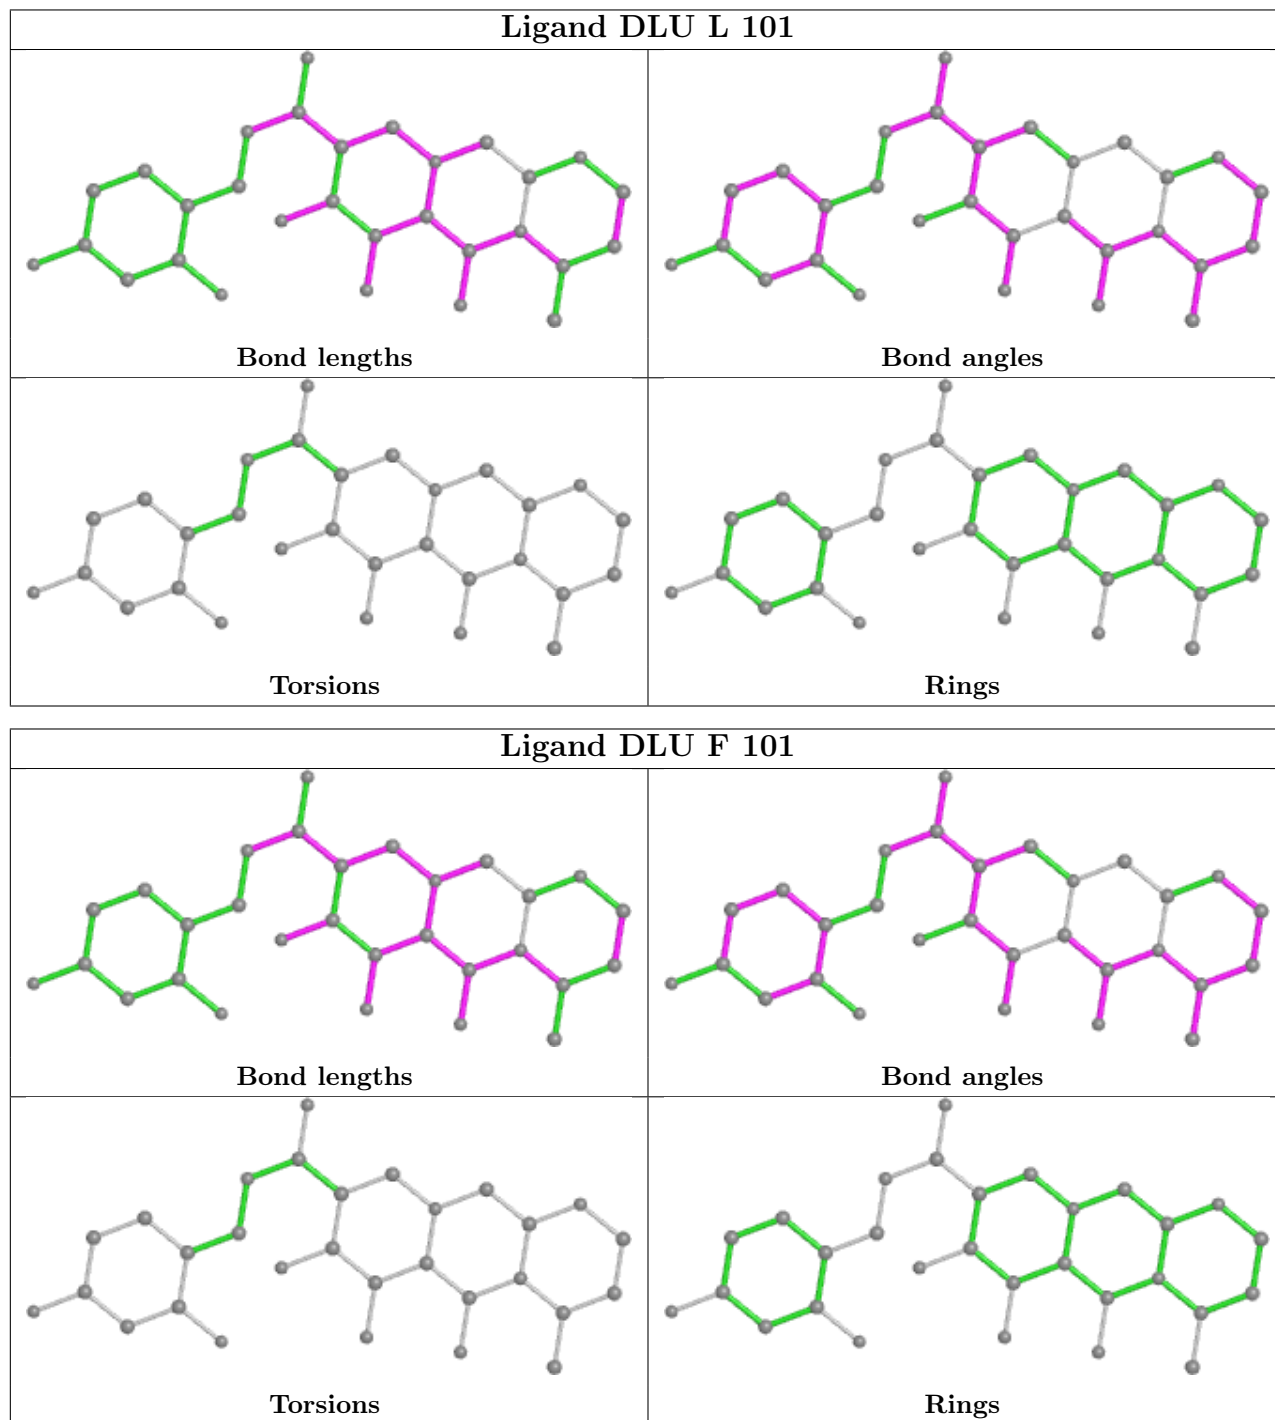 Ligand DLU L 101
Bond lengths
Bond angles
Torsions
Rings
Ligand DLU F 101
Bond lengths
Bond angles
Torsions
Rings